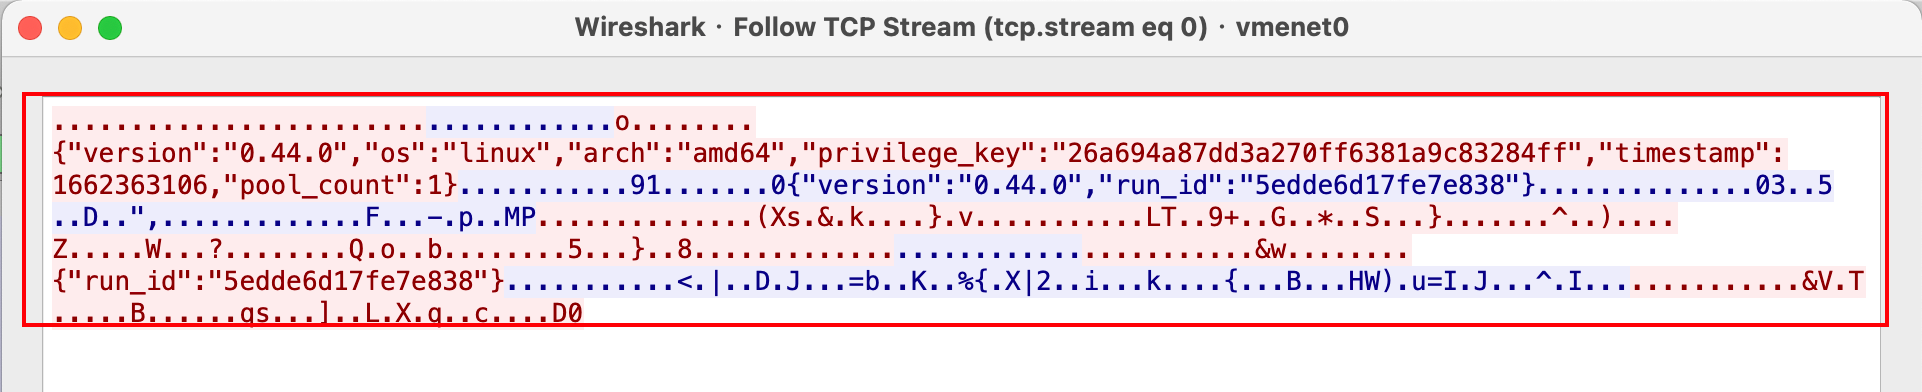 Wireshark · Follow TCP Stream (tcp.stream eq 0) · vmenet0
....................................o........
{"version":"0.44.0","os":"linux","arch":"amd64","privilege_key":"26a694a87dd3a270ff6381a9c83284ff","timestamp":
1662363106,"pool_count":1}...........91.......0{"version":"0.44.0","run_id":"5edde6d17fe7e838"}..............03..5
..D..",.............F...–.p..MP..............(Xs.&.k....}.v...........LT..9+..G..*..S...}.......^..)....
Z.....W...?........Q.o..b........5...}..8....................................&w........
{"run_id":"5edde6d17fe7e838"}...........<.|..D.J...=b..K..%{.X|2..i...k....{...B...HW).u=I.J...^.I..............&V.T
.....B......qs...]..L.X.q..c....D0